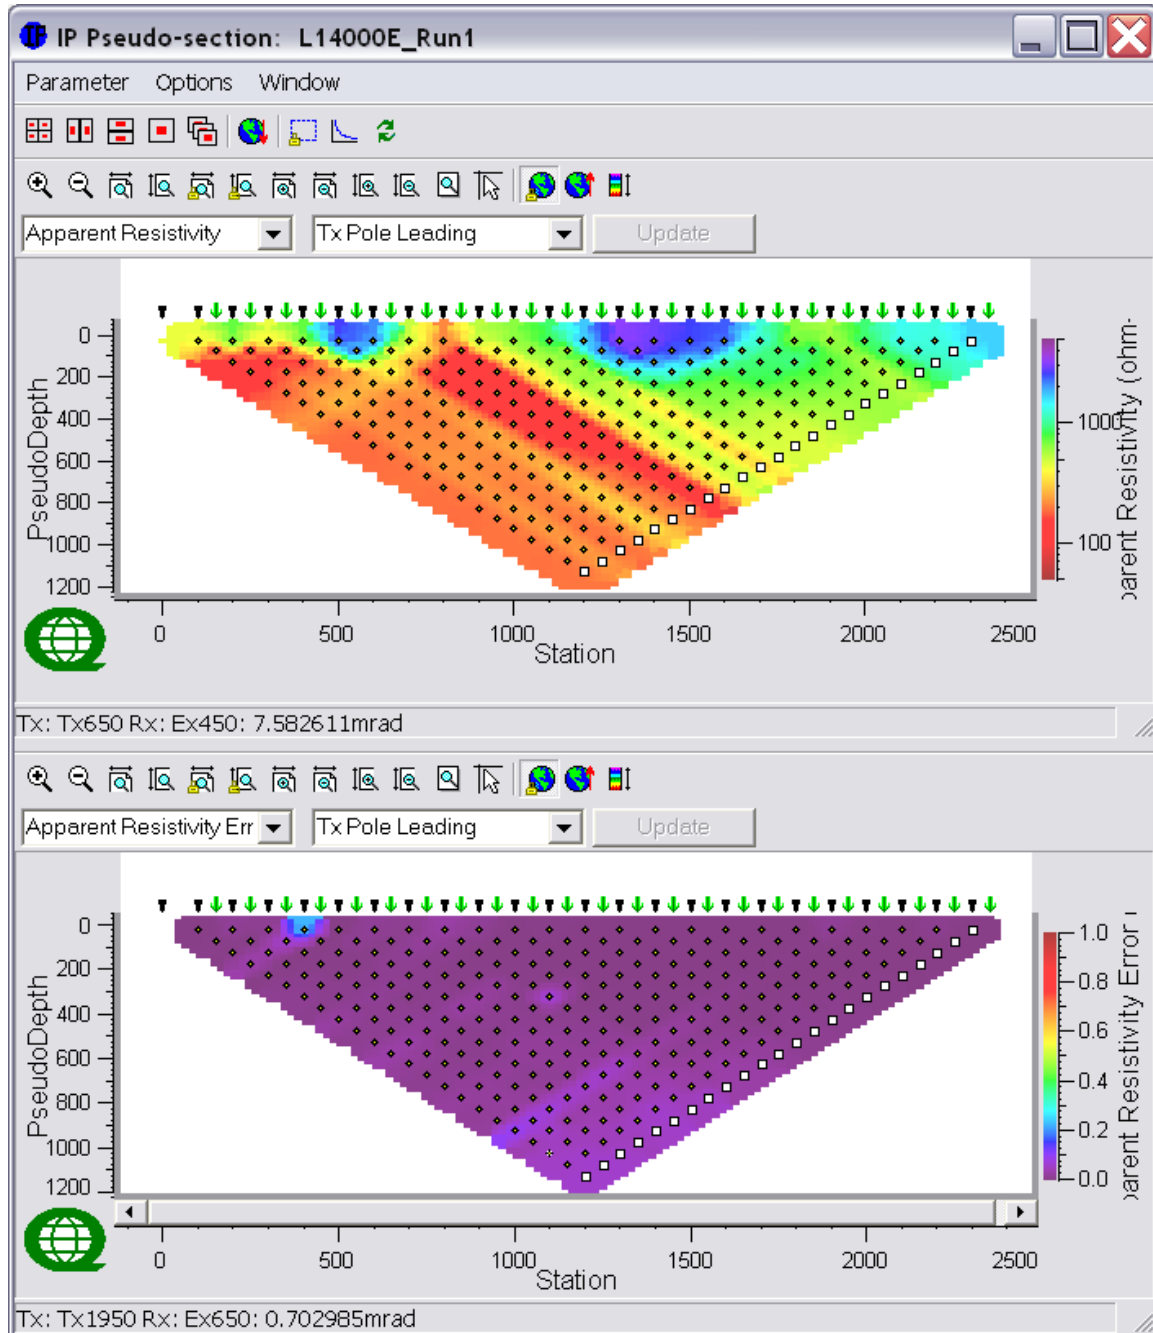 IP Pseudo-section: L14000E_Run1
Parameter Options Window
Apparent Resistivity Tx Pole Leading Update
PseudoDepth
0
200
400
600
800
1000
1200
0 500 1000 1500 2000 2500
Station
1000
100
parent Resistivity (ohm-
Tx: Tx650 Rx: Ex450: 7.582611mrad
Apparent Resistivity Err Tx Pole Leading Update
PseudoDepth
0
200
400
600
800
1000
1200
0 500 1000 1500 2000 2500
Station
1.0
0.8
0.6
0.4
0.2
0.0
parent Resistivity Error
Tx: Tx1950 Rx: Ex650: 0.702985mrad